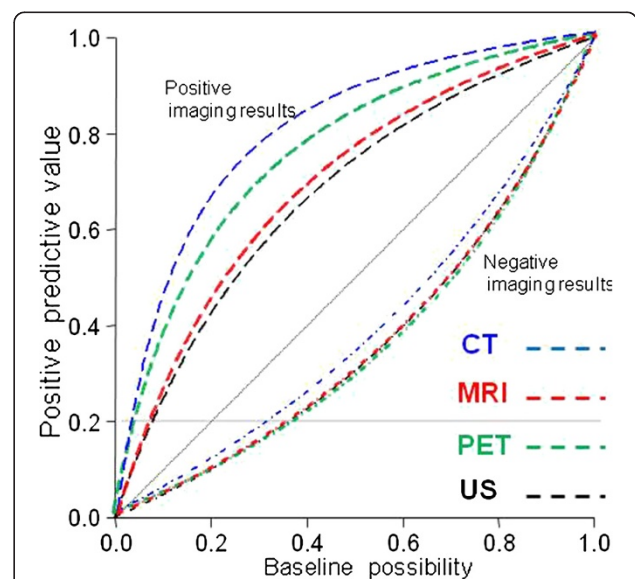 1.0
Positive
imaging results
0.8
Positive predictive value
0.6
Negative
imaging results
0.4
CT
MRI
0.2
PET
US
0.0
0.0 0.2 0.4 0.6 0.8 1.0
Baseline possibility